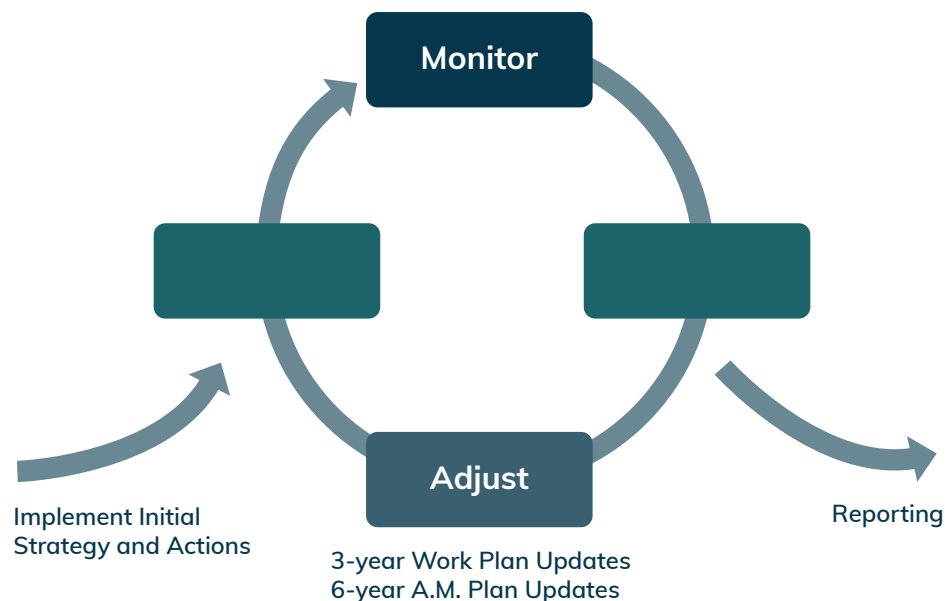 Monitor
Adjust
Implement Initial
Strategy and Actions
Reporting
3-year Work Plan Updates
6-year A.M. Plan Updates